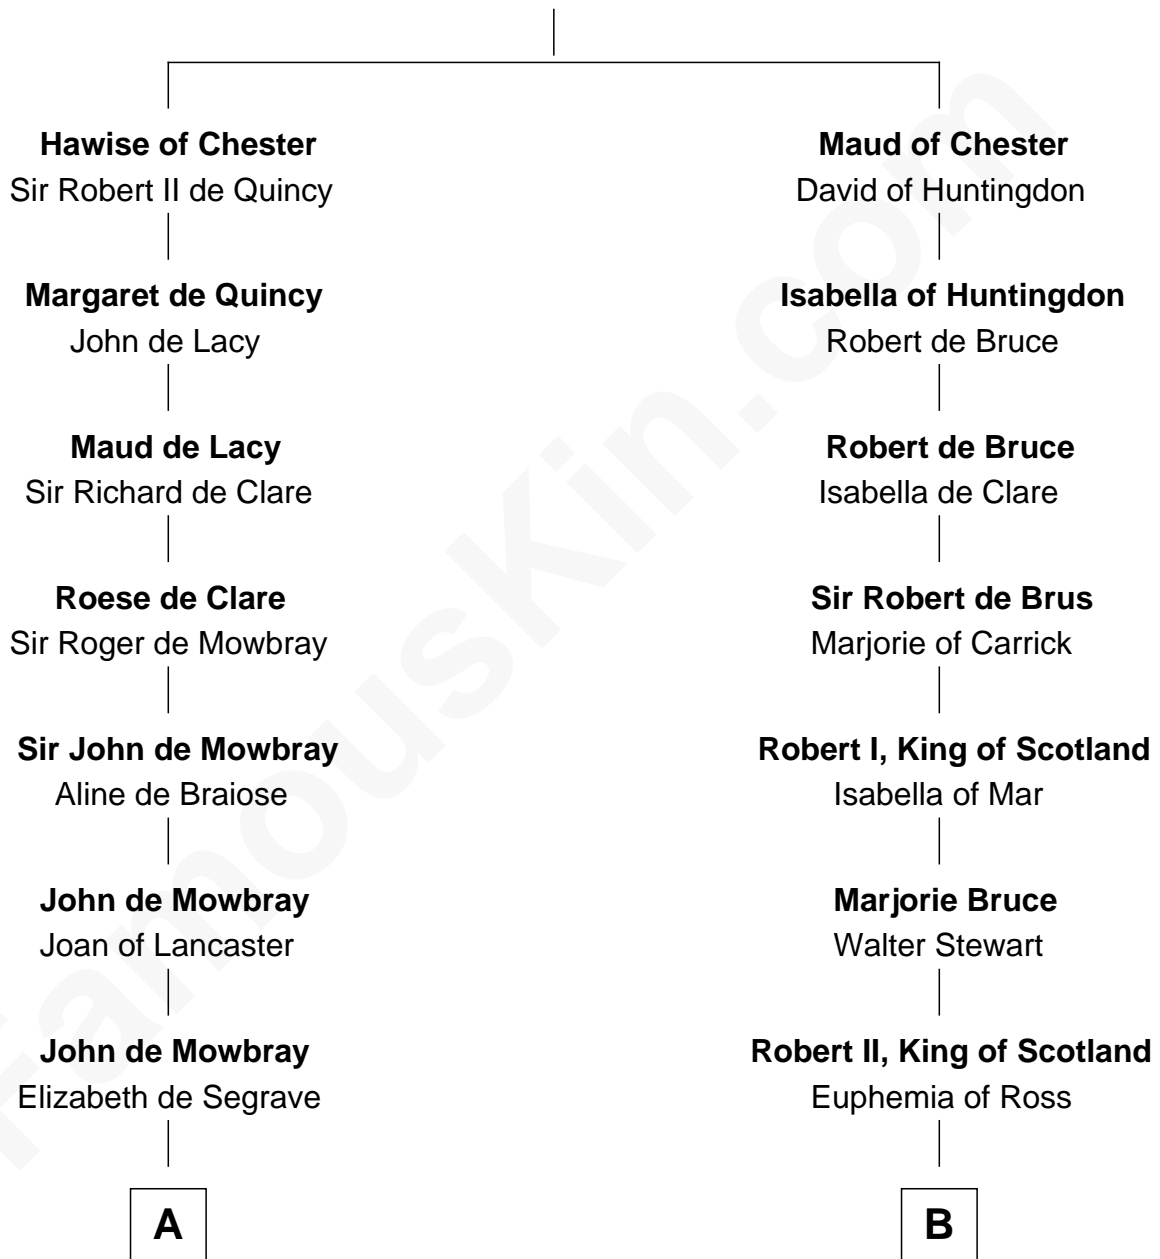 Hawise of Chester
Sir Robert II de Quincy
Maud of Chester
David of Huntingdon
Margaret de Quincy
John de Lacy
Isabella of Huntingdon
Robert de Bruce
Maud de Lacy
Sir Richard de Clare
Robert de Bruce
Isabella de Clare
Roese de Clare
Sir Roger de Mowbray
Sir Robert de Brus
Marjorie of Carrick
Sir John de Mowbray
Aline de Braiose
Robert I, King of Scotland
Isabella of Mar
John de Mowbray
Joan of Lancaster
Marjorie Bruce
Walter Stewart
John de Mowbray
Elizabeth de Segrave
Robert II, King of Scotland
Euphemia of Ross
A
B
FamousKin.com